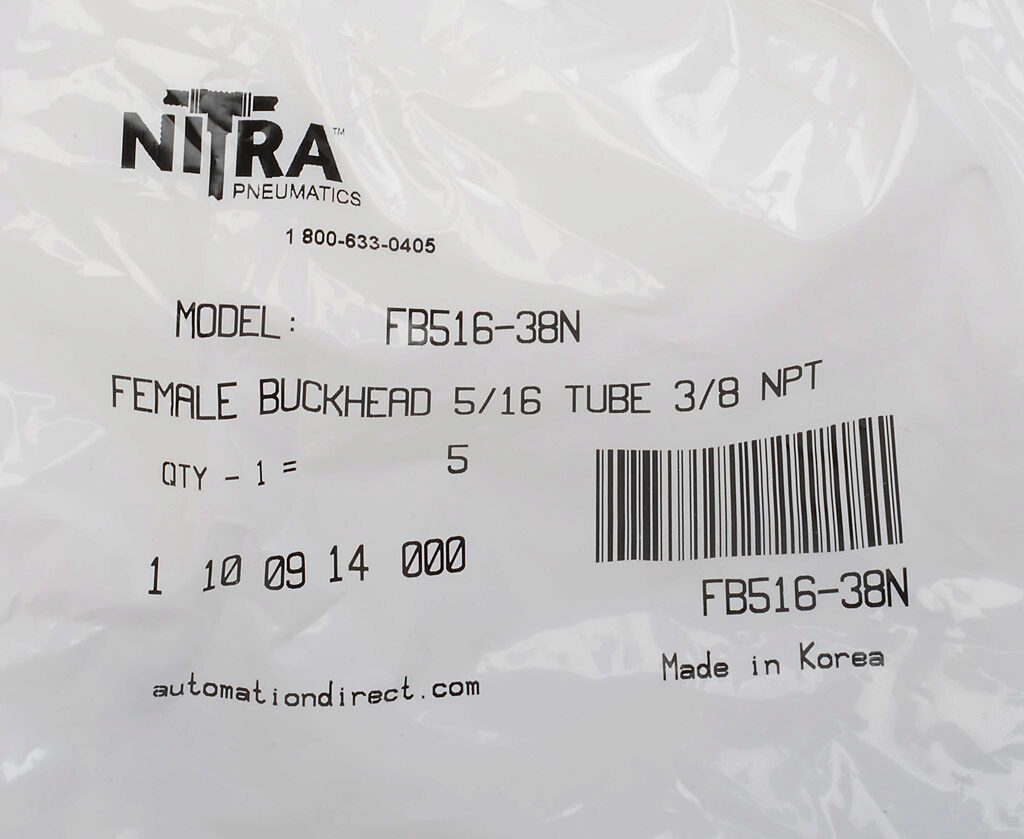 NITRA™
PNEUMATICS
1 800-633-0405
MODEL: FB516-38N
FEMALE BUCKHEAD 5/16 TUBE 3/8 NPT
QTY - 1 = 5
1 10 09 14 000
FB516-38N
Made in Korea
automationdirect.com